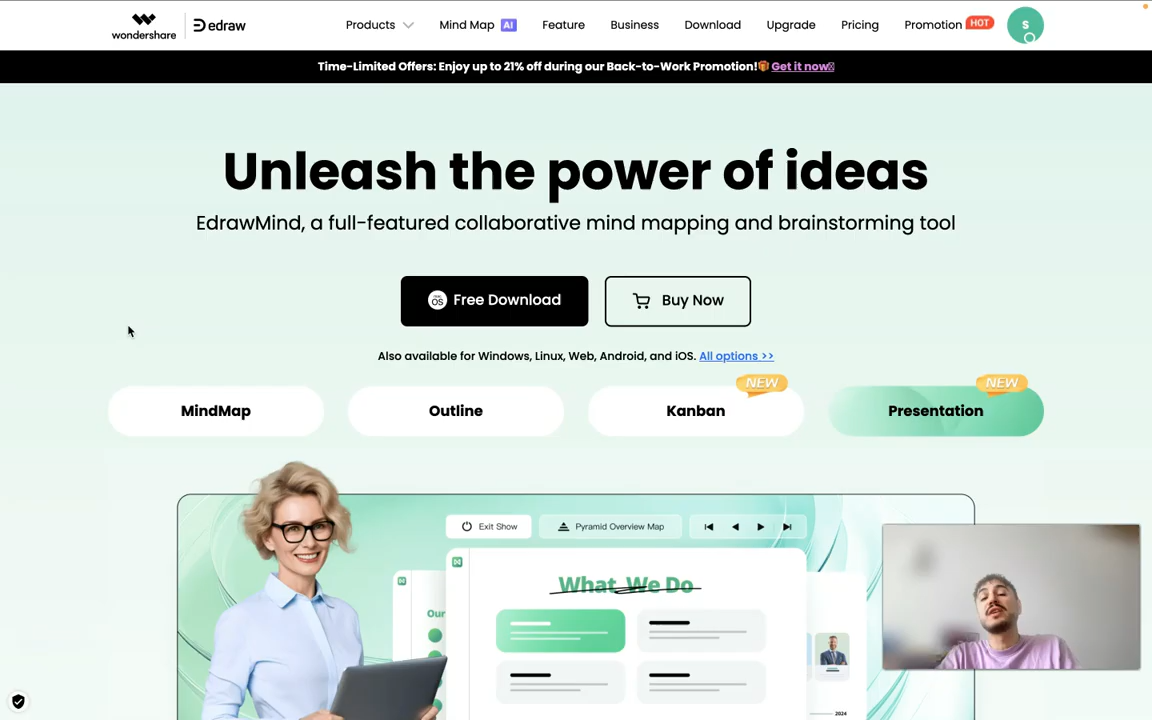 wondershare
edraw
Products
Mind Map AI
Feature
Business
Download
Upgrade
Pricing
Promotion HOT
S
Time-Limited Offers: Enjoy up to 21% off during our Back-to-Work Promotion! Get it now
Unleash the power of ideas
EdrawMind, a full-featured collaborative mind mapping and brainstorming tool
OS Free Download
Buy Now
Also available for Windows, Linux, Web, Android, and iOS. All options >>
MindMap
Outline
NEW
Kanban
NEW
Presentation
Exit Show
Pyramid Overview Map
What We Do
Our
2024